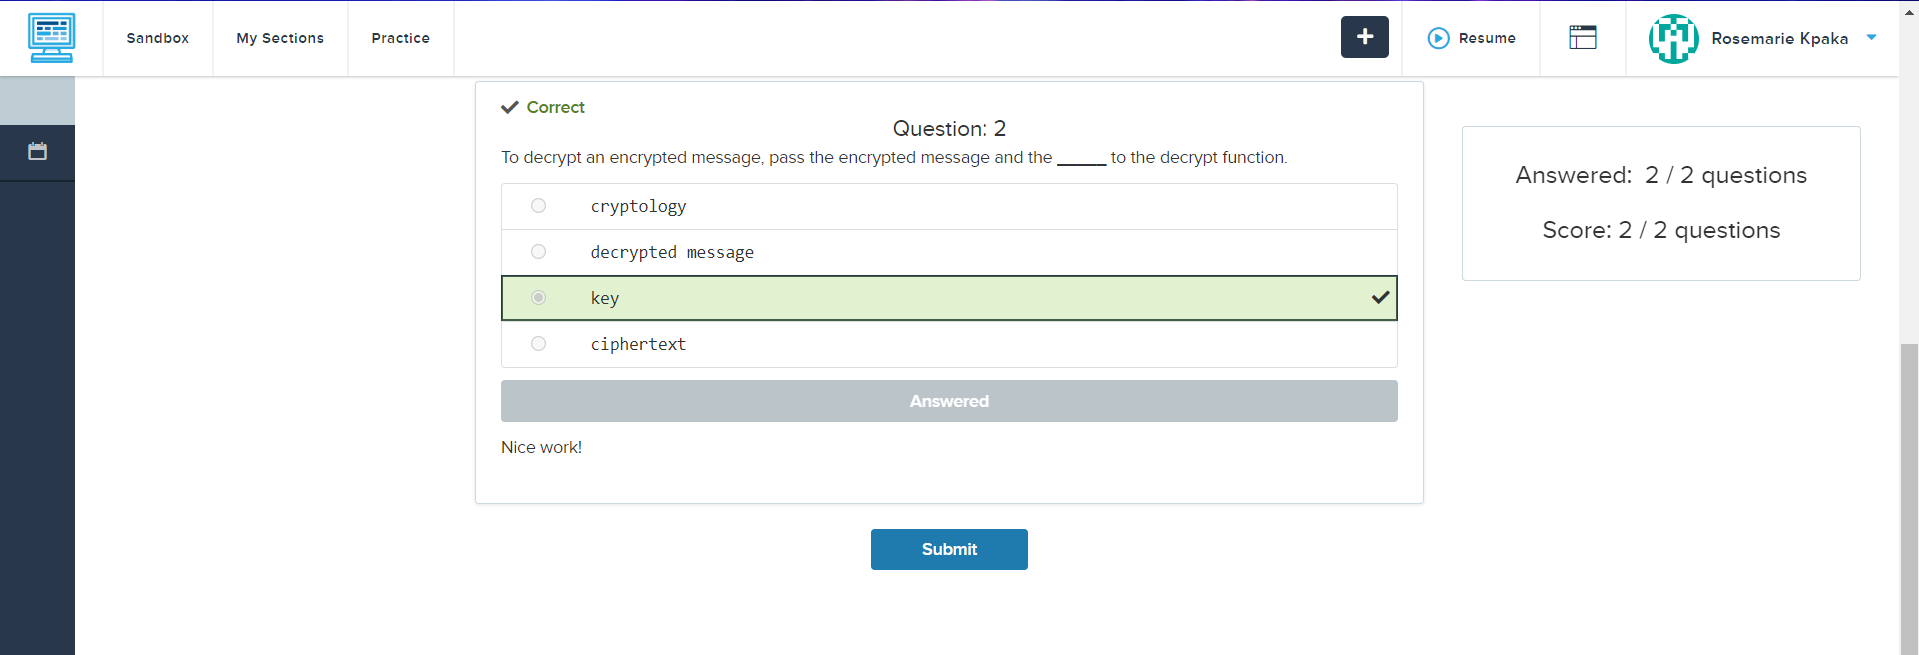 Sandbox
My Sections
Practice
+
Resume
Rosemarie Kpaka
Correct
Question: 2
To decrypt an encrypted message, pass the encrypted message and the _____ to the decrypt function.
cryptology
decrypted message
key
ciphertext
Answered
Nice work!
Submit
Answered: 2 / 2 questions
Score: 2 / 2 questions